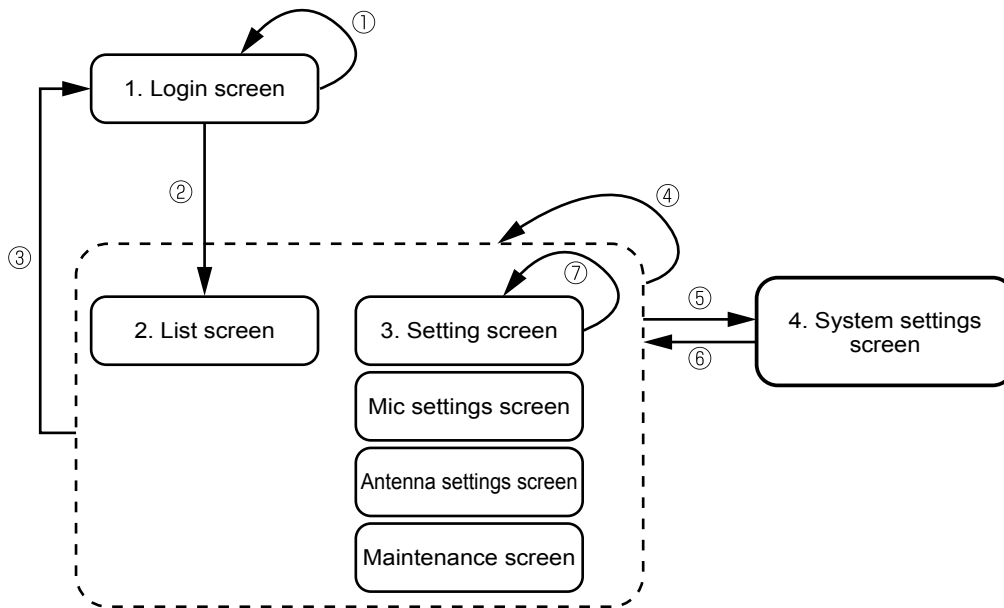 ①
1. Login screen
②
④
③
⑦
2. List screen
3. Setting screen
⑤
4. System settings
screen
⑥
Mic settings screen
Antenna settings screen
Maintenance screen